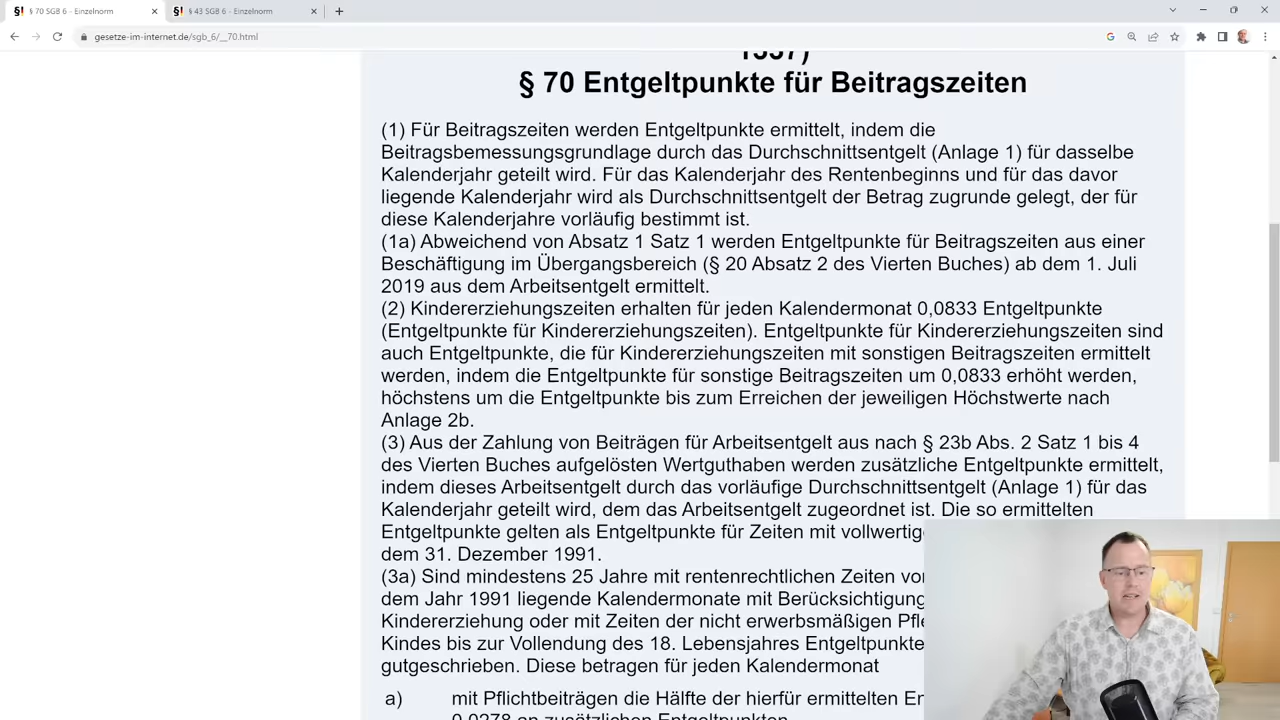 § 70 SGB 6 - Einzelnorm
§ 43 SGB 6 - Einzelnorm
gesetze-im-internet.de/sgb_6/__70.html
1337)
§ 70 Entgeltpunkte für Beitragszeiten
(1) Für Beitragszeiten werden Entgeltpunkte ermittelt, indem die
Beitragsbemessungsgrundlage durch das Durchschnittsentgelt (Anlage 1) für dasselbe
Kalenderjahr geteilt wird. Für das Kalenderjahr des Rentenbeginns und für das davor
liegende Kalenderjahr wird als Durchschnittsentgelt der Betrag zugrunde gelegt, der für
diese Kalenderjahre vorläufig bestimmt ist.
(1a) Abweichend von Absatz 1 Satz 1 werden Entgeltpunkte für Beitragszeiten aus einer
Beschäftigung im Übergangsbereich (§ 20 Absatz 2 des Vierten Buches) ab dem 1. Juli
2019 aus dem Arbeitsentgelt ermittelt.
(2) Kindererziehungszeiten erhalten für jeden Kalendermonat 0,0833 Entgeltpunkte
(Entgeltpunkte für Kindererziehungszeiten). Entgeltpunkte für Kindererziehungszeiten sind
auch Entgeltpunkte, die für Kindererziehungszeiten mit sonstigen Beitragszeiten ermittelt
werden, indem die Entgeltpunkte für sonstige Beitragszeiten um 0,0833 erhöht werden,
höchstens um die Entgeltpunkte bis zum Erreichen der jeweiligen Höchstwerte nach
Anlage 2b.
(3) Aus der Zahlung von Beiträgen für Arbeitsentgelt aus nach § 23b Abs. 2 Satz 1 bis 4
des Vierten Buches aufgelösten Wertguthaben werden zusätzliche Entgeltpunkte ermittelt,
indem dieses Arbeitsentgelt durch das vorläufige Durchschnittsentgelt (Anlage 1) für das
Kalenderjahr geteilt wird, dem das Arbeitsentgelt zugeordnet ist. Die so ermittelten
Entgeltpunkte gelten als Entgeltpunkte für Zeiten mit vollwertig
dem 31. Dezember 1991.
(3a) Sind mindestens 25 Jahre mit rentenrechtlichen Zeiten vo
dem Jahr 1991 liegende Kalendermonate mit Berücksichtigung
Kindererziehung oder mit Zeiten der nicht erwerbsmäßigen Pfle
Kindes bis zur Vollendung des 18. Lebensjahres Entgeltpunkte
gutgeschrieben. Diese betragen für jeden Kalendermonat
a) mit Pflichtbeiträgen die Hälfte der hierfür ermittelten En
0,0278 an zusätzlichen Entgeltpunkten